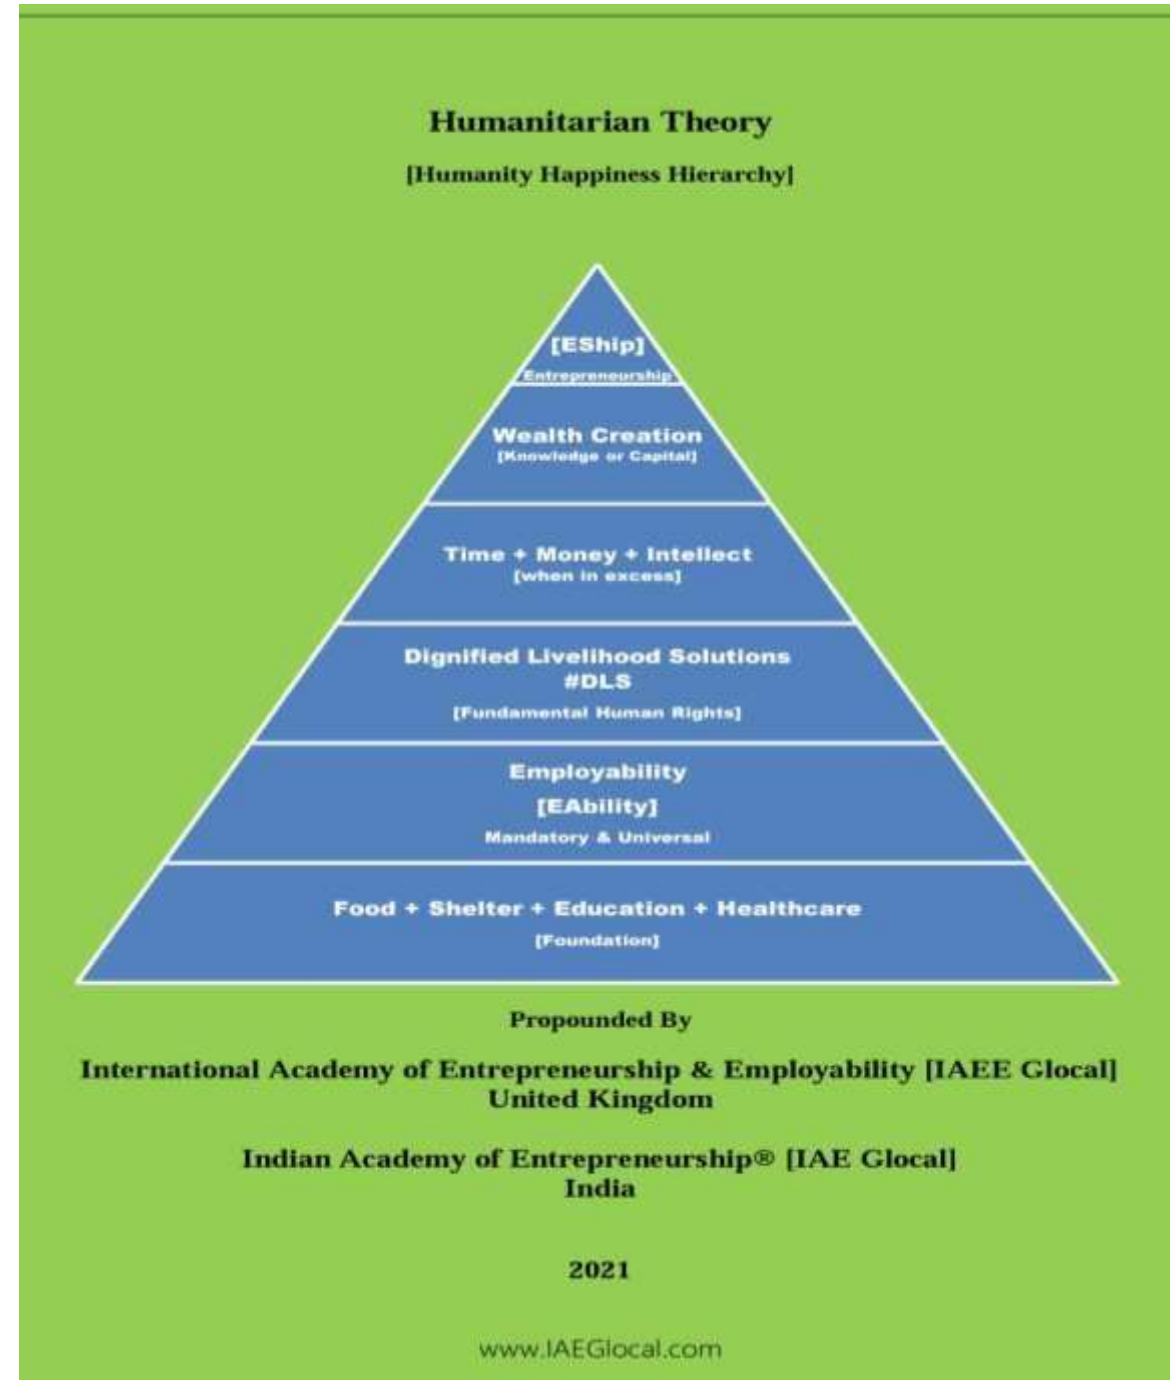 Humanitarian Theory
[Humanity Happiness Hierarchy]
[EShip]
Entrepreneurship
Wealth Creation
[Knowledge or Capital]
Time + Money + Intellect
[when in excess]
Dignified Livelihood Solutions
#DLS
[Fundamental Human Rights]
Employability
[EAbility]
Mandatory & Universal
Food + Shelter + Education + Healthcare
[Foundation]
Propounded By
International Academy of Entrepreneurship & Employability [IAEE Glocal]
United Kingdom
Indian Academy of Entrepreneurship® [IAE Glocal]
India
2021
www.IAEGlocal.com